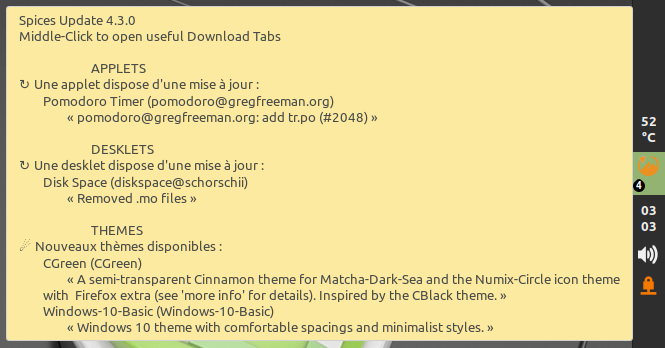 Spices Update 4.3.0
Middle-Click to open useful Download Tabs
APPLETS
↻ Une applet dispose d'une mise à jour :
Pomodoro Timer (pomodoro@gregfreeman.org)
« pomodoro@gregfreeman.org: add tr.po (#2048) »
DESKLETS
↻ Une desklet dispose d'une mise à jour :
Disk Space (diskspace@schorschii)
« Removed .mo files »
THEMES
☄ Nouveaux thèmes disponibles :
CGreen (CGreen)
« A semi-transparent Cinnamon theme for Matcha-Dark-Sea and the Numix-Circle icon theme
with  Firefox extra (see 'more info' for details). Inspired by the CBlack theme. »
Windows-10-Basic (Windows-10-Basic)
« Windows 10 theme with comfortable spacings and minimalist styles. »
52
°C
4
03
03